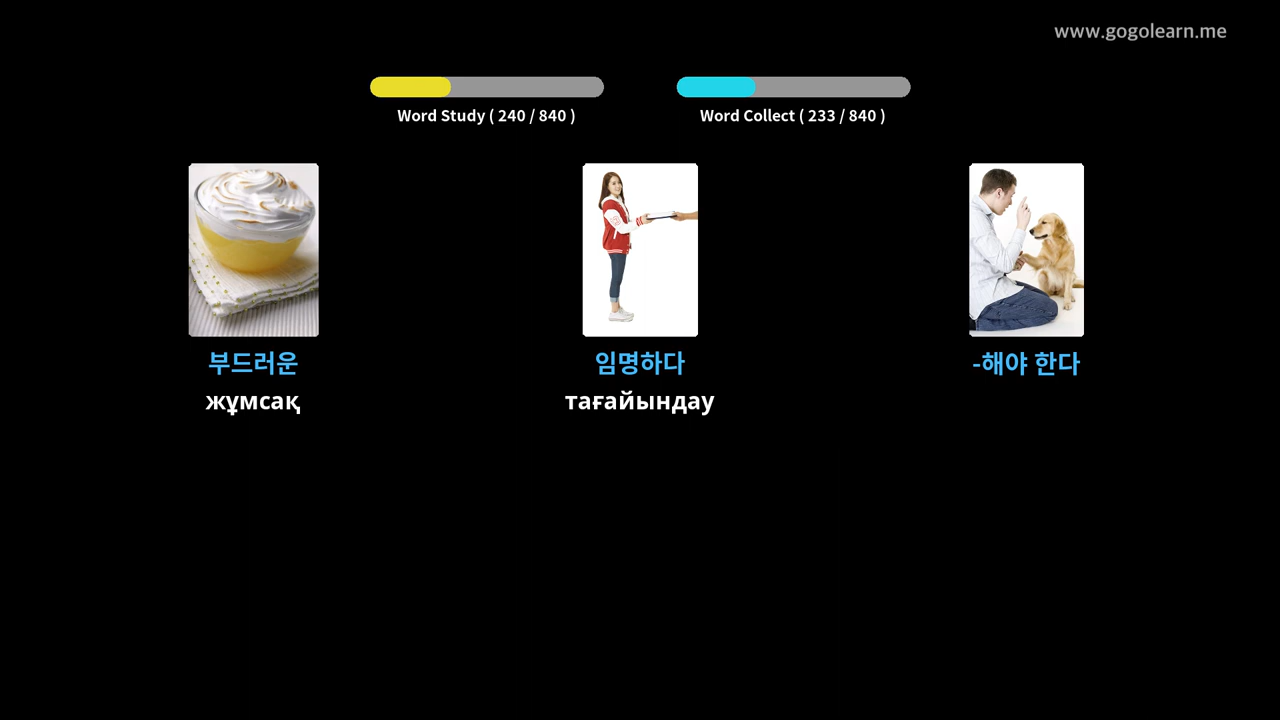 www.gogolearn.me
Word Study ( 240 / 840 )
Word Collect ( 233 / 840 )
부드러운
жұмсақ
임명하다
тағайындау
-해야 한다